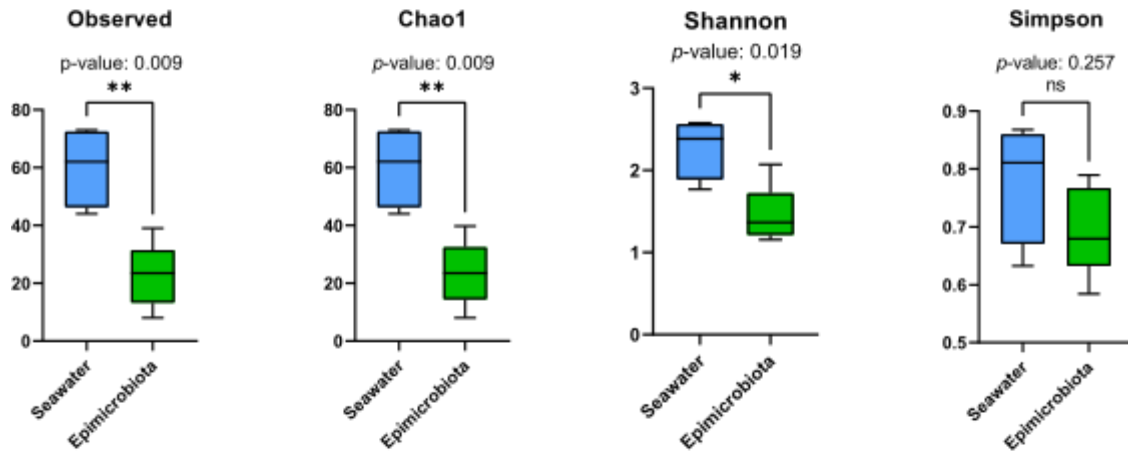 Observed
p-value: 0.009
**
80
60
40
20
0
Seawater
Epimicrobiota
Chao1
p-value: 0.009
**
80
60
40
20
0
Seawater
Epimicrobiota
Shannon
p-value: 0.019
*
3
2
1
0
Seawater
Epimicrobiota
Simpson
p-value: 0.257
ns
0.9
0.8
0.7
0.6
0.5
Seawater
Epimicrobiota